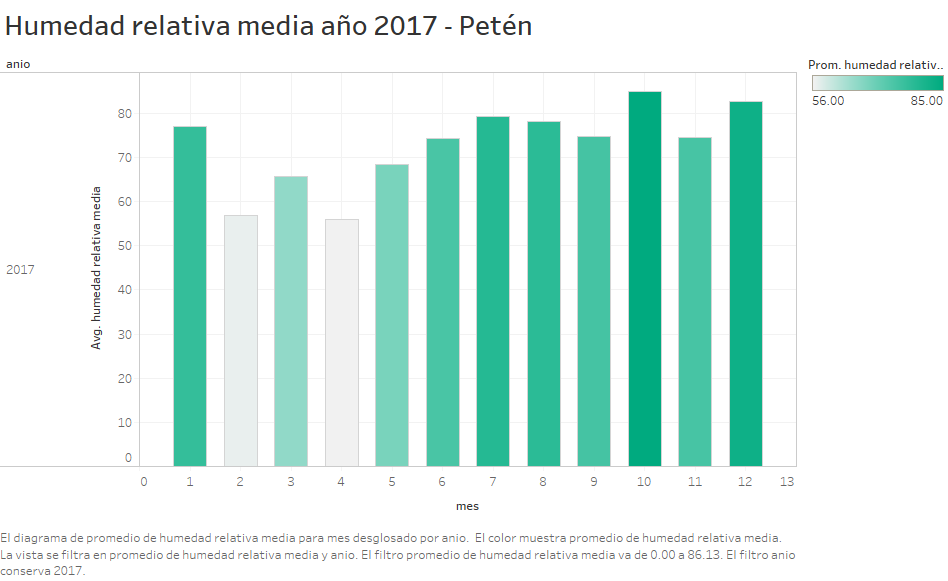 Humedad relativa media año 2017 - Petén
anio
Prom. humedad relativ..
56.00 85.00
80
70
60
50
40
30
20
10
0
Avg. humedad relativa media
2017
0 1 2 3 4 5 6 7 8 9 10 11 12 13
mes
El diagrama de promedio de humedad relativa media para mes desglosado por anio.  El color muestra promedio de humedad relativa media.
La vista se filtra en promedio de humedad relativa media y anio. El filtro promedio de humedad relativa media va de 0.00 a 86.13. El filtro anio
conserva 2017.